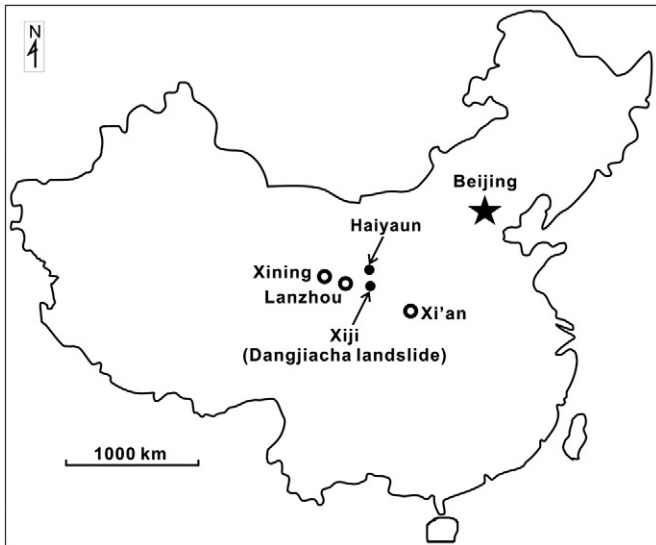 N
Beijing
Haiyaun
Xining
Lanzhou
Xi'an
Xiji
(Dangjiacha landslide)
1000 km